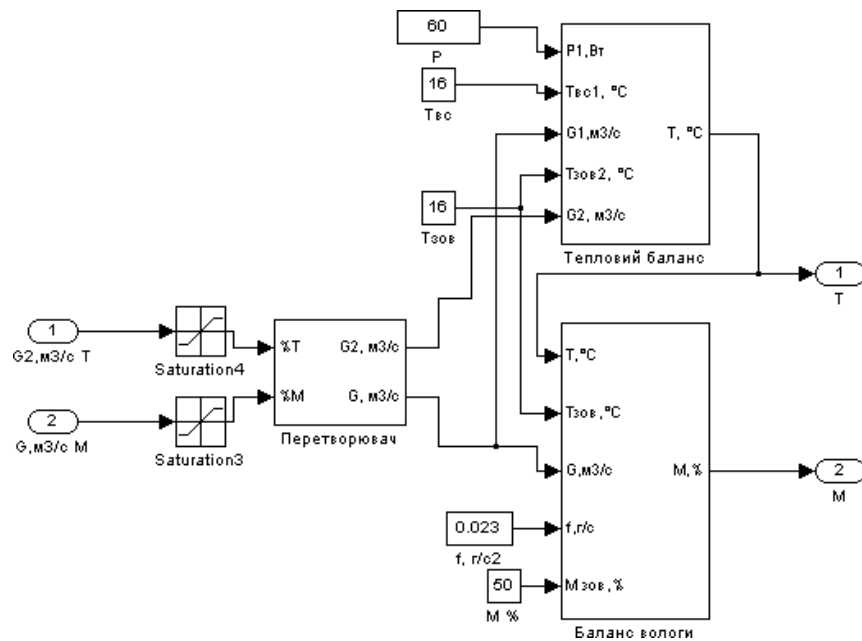 60
P
P1,Вт
16
Твс
Твс1, °C
G1,м3/с
T, °C
Тзов2, °C
16
Тзов
G2, м3/с
Тепловий баланс
1
T
1
G2,м3/с T
Saturation4
%T
G2, м3/с
%M
G, м3/с
Перетворювач
2
G,м3/с M
Saturation3
T,°C
Тзов,°C
G,м3/с
M,%
2
M
0.023
f, г/с2
f,г/с
50
M %
Mзов,%
Баланс вологи